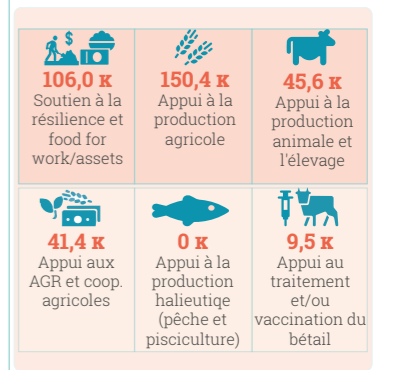 106,0 K
Soutien à la
résilience et
food for
work/assets
150,4 K
Appui à la
production
agricole
45,6 K
Appui à la
production
animale et
l'élevage
41,4 K
Appui aux
AGR et coop.
agricoles
0 K
Appui à la
production
halieutiqe
(pêche et
pisciculture)
9,5 K
Appui au
traitement
et/ou
vaccination du
bétail